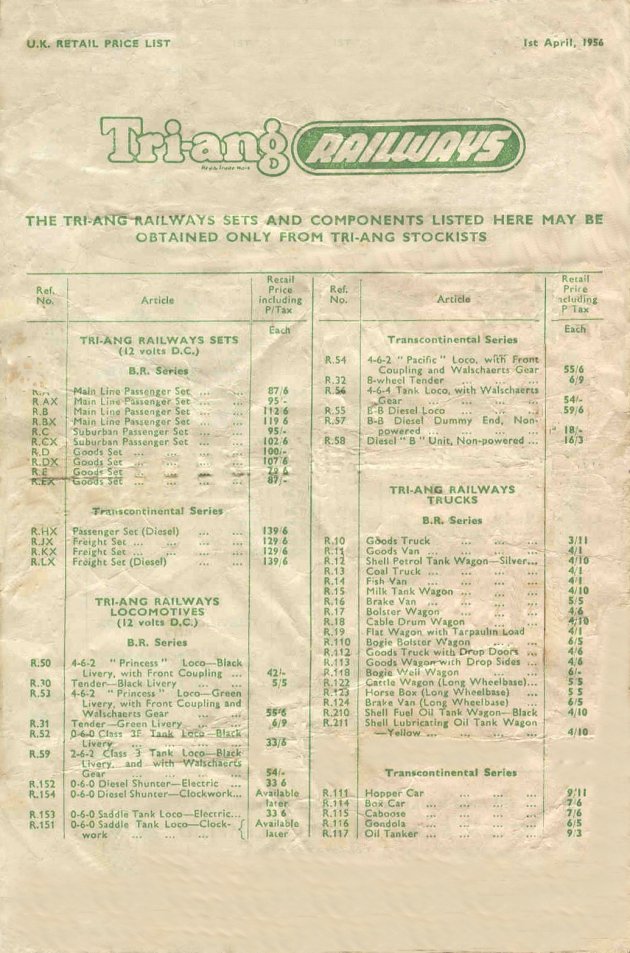 U.K. RETAIL PRICE LIST
1st April, 1956
Tri-ang RAILWAYS
Regd. Trade Mark
THE TRI-ANG RAILWAYS SETS AND COMPONENTS LISTED HERE MAY BE
OBTAINED ONLY FROM TRI-ANG STOCKISTS
Ref. No. Article Retail Price including P/Tax
Each
TRI-ANG RAILWAYS SETS
(12 volts D.C.)
B.R. Series
R.A Main Line Passenger Set ... ... 87/6
R.AX Main Line Passenger Set ... ... 95/-
R.B Main Line Passenger Set ... ... 112 6
R.BX Main Line Passenger Set ... ... 119 6
R.C Suburban Passenger Set ... ... 95/-
R.CX Suburban Passenger Set ... ... 102 6
R.D Goods Set ... ... ... ... 100/-
R.DX Goods Set ... ... ... ... 107 6
R.E Goods Set ... ... ... ... 79 6
R.EX Goods Set ... ... ... ... 87/-
Transcontinental Series
R.HX Passenger Set (Diesel) ... ... 139/6
R.JX Freight Set ... ... ... ... 129/6
R.KX Freight Set ... ... ... ... 129/6
R.LX Freight Set (Diesel) ... ... 139/6
TRI-ANG RAILWAYS
LOCOMOTIVES
(12 volts D.C.)
B.R. Series
R.50 4-6-2 " Princess " Loco—Black
Livery, with Front Coupling ... 42/-
R.30 Tender—Black Livery ... ... 5/5
R.53 4-6-2 " Princess " Loco—Green
Livery, with Front Coupling and
Walschaerts Gear ... ... 55/6
R.31 Tender—Green Livery ... ... 6/9
R.52 0-6-0 Class 3F Tank Loco—Black
Livery ... ... ... ... 33/6
R.59 2-6-2 Class 3 Tank Loco—Black
Livery, and with Walschaerts
Gear ... ... ... ... 54/-
R.152 0-6-0 Diesel Shunter—Electric ... 33 6
R.154 0-6-0 Diesel Shunter—Clockwork... Available
later
R.153 0-6-0 Saddle Tank Loco—Electric... 33 6
R.151 0-6-0 Saddle Tank Loco—Clock- Available
work ... ... ... later
Ref. No. Article Retail Price including P/Tax
Each
Transcontinental Series
R.54 4-6-2 " Pacific " Loco, with Front
Coupling and Walschaerts Gear 55/6
R.32 8-wheel Tender ... ... ... 6/9
R.56 4-6-4 Tank Loco, with Walschaerts
Gear ... ... ... ... 54/-
R.55 B-B Diesel Loco ... ... ... 59/6
R.57 B-B Diesel Dummy End, Non-
powered ... ... ... ... 18/-
R.58 Diesel " B " Unit, Non-powered ... 16/3
TRI-ANG RAILWAYS
TRUCKS
B.R. Series
R.10 Goods Truck ... ... ... 3/11
R.11 Goods Van ... ... ... ... 4/1
R.12 Shell Petrol Tank Wagon—Silver... 4/10
R.13 Coal Truck ... ... ... ... 4/1
R.14 Fish Van ... ... ... ... 4/1
R.15 Milk Tank Wagon ... ... ... 4/10
R.16 Brake Van ... ... ... ... 5/5
R.17 Bolster Wagon ... ... ... 4/6
R.18 Cable Drum Wagon ... ... 4/10
R.19 Flat Wagon with Tarpaulin Load 4/1
R.110 Bogie Bolster Wagon ... ... 6/5
R.112 Goods Truck with Drop Doors ... 4/6
R.113 Goods Wagon with Drop Sides ... 4/6
R.118 Bogie Well Wagon ... ... 6/-
R.122 Cattle Wagon (Long Wheelbase)... 5 5
R.123 Horse Box (Long Wheelbase) ... 5 5
R.124 Brake Van (Long Wheelbase) ... 6/5
R.210 Shell Fuel Oil Tank Wagon—Black 4/10
R.211 Shell Lubricating Oil Tank Wagon
—Yellow ... ... ... ... 4/10
Transcontinental Series
R.111 Hopper Car ... ... ... 9/11
R.114 Box Car ... ... ... ... 7/6
R.115 Caboose ... ... ... ... 7/6
R.116 Gondola ... ... ... ... 6/5
R.117 Oil Tanker ... ... ... ... 9/3